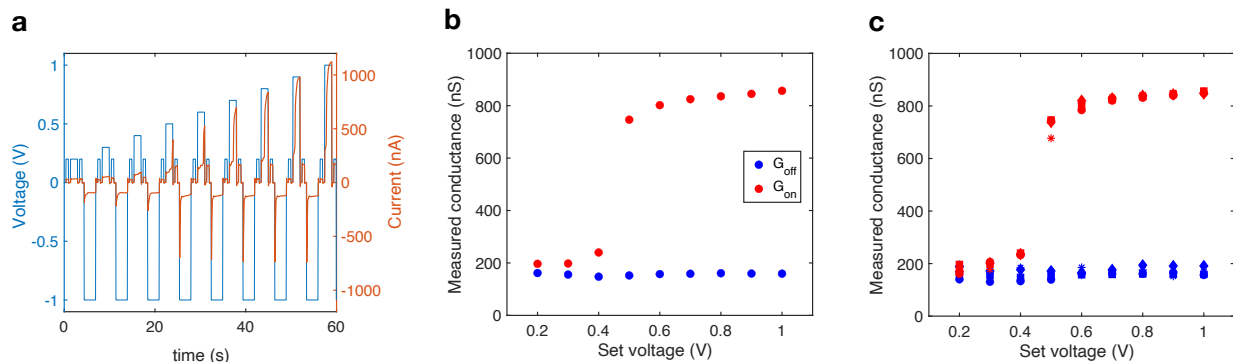 a
Voltage (V)
1
0.5
0
-0.5
-1
0 20 40 60
time (s)
1000
500
0
-500
-1000
Current (nA)
b
Measured conductance (nS)
1000
800
600
400
200
0
0.2 0.4 0.6 0.8 1
Set voltage (V)
G_off
G_on
c
Measured conductance (nS)
1000
800
600
400
200
0
0.2 0.4 0.6 0.8 1
Set voltage (V)